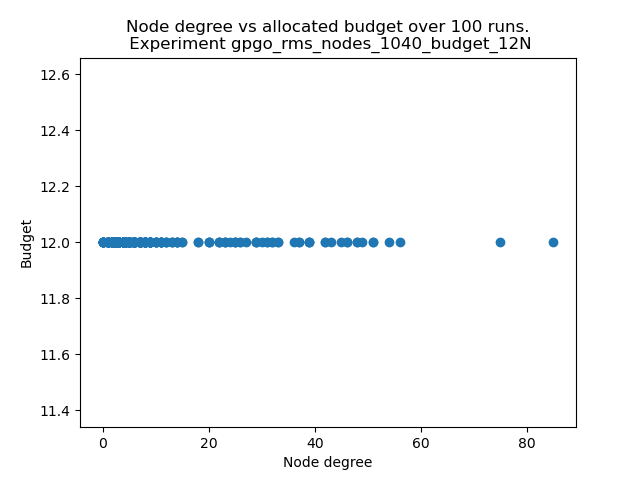 Node degree vs allocated budget over 100 runs.
Experiment gpgo_rms_nodes_1040_budget_12N
12.6
12.4
12.2
12.0
11.8
11.6
11.4
Budget
0 20 40 60 80
Node degree